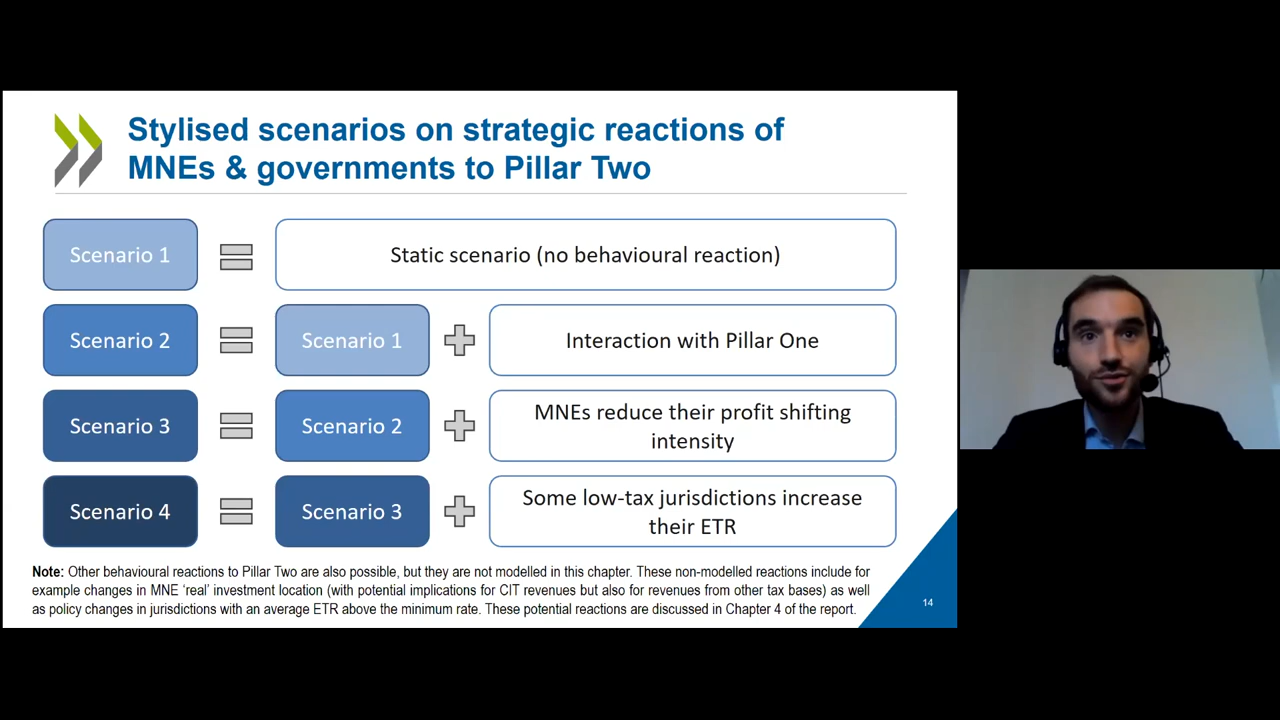 Stylised scenarios on strategic reactions of
MNEs & governments to Pillar Two
Scenario 1
Static scenario (no behavioural reaction)
Scenario 2
Scenario 1
Interaction with Pillar One
Scenario 3
Scenario 2
MNEs reduce their profit shifting
intensity
Scenario 4
Scenario 3
Some low-tax jurisdictions increase
their ETR
Note: Other behavioural reactions to Pillar Two are also possible, but they are not modelled in this chapter. These non-modelled reactions include for
example changes in MNE ‘real’ investment location (with potential implications for CIT revenues but also for revenues from other tax bases) as well
as policy changes in jurisdictions with an average ETR above the minimum rate. These potential reactions are discussed in Chapter 4 of the report.
14